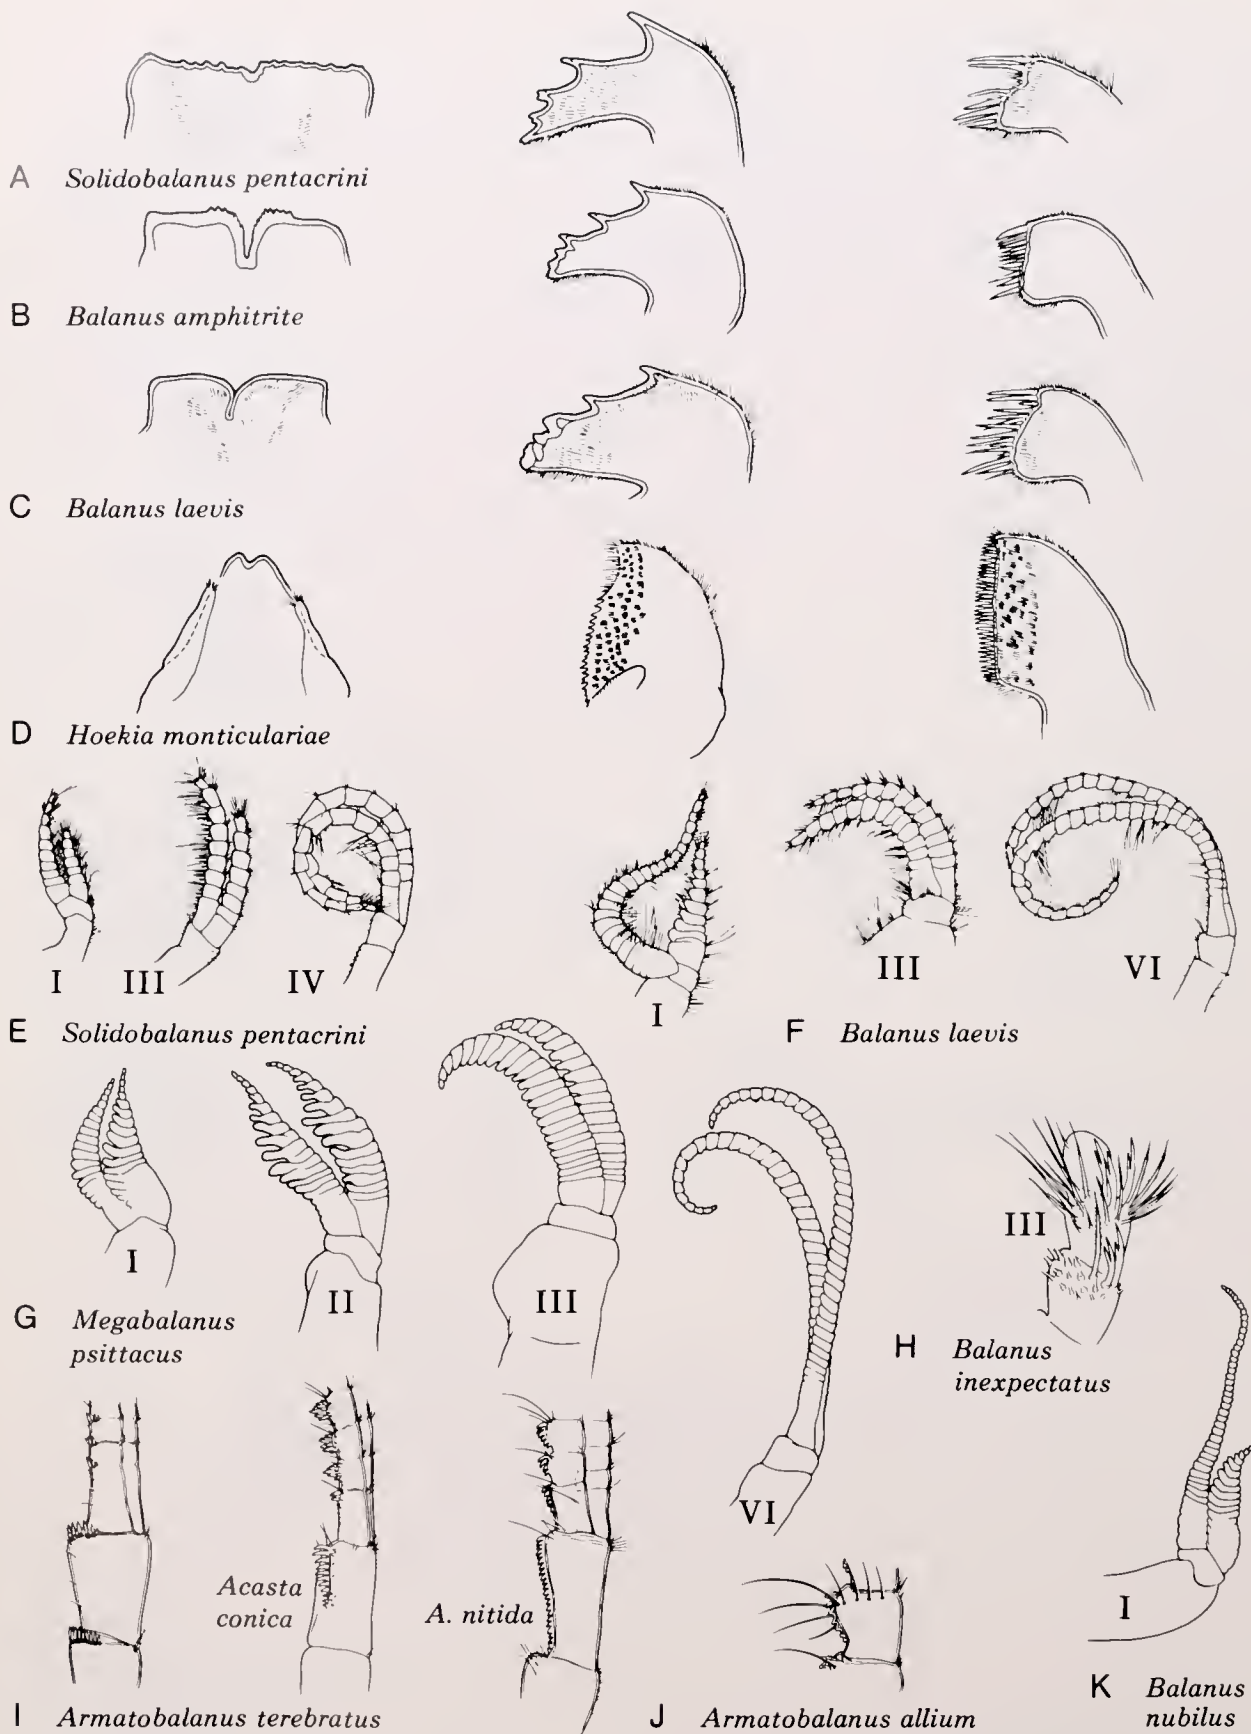 A Solidobalanus pentacrini
B Balanus amphitrite
C Balanus laevis
D Hoekia monticulariae
I III IV I III VI
E Solidobalanus pentacrini F Balanus laevis
I II III VI III I
G Megabalanus
psittacus
H Balanus
inexpectatus
Acasta
conica
A. nitida
I Armatobalanus terebratus J Armatobalanus allium
K Balanus
nubilus